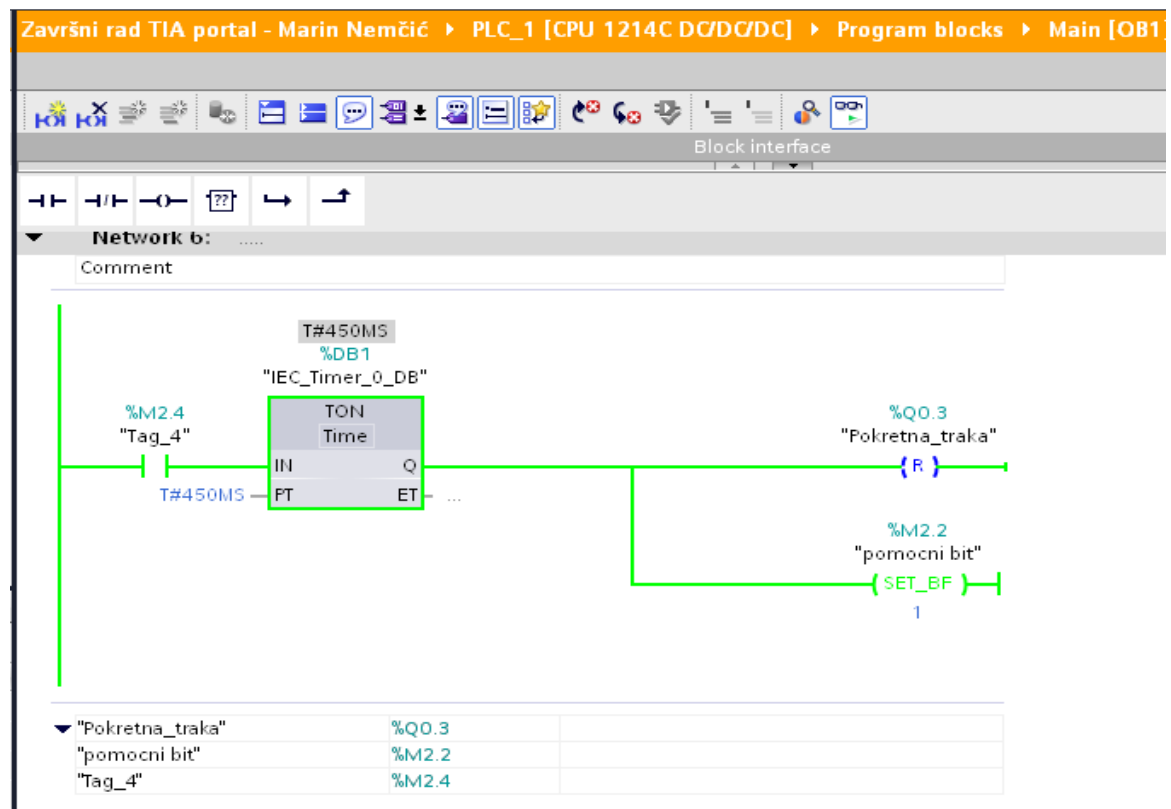 Završni rad TIA portal - Marin Nemčić ▸ PLC_1 [CPU 1214C DC/DC/DC] ▸ Program blocks ▸ Main [OB1]
Block interface
??
Network 6: .....
Comment
T#450MS
%DB1
"IEC_Timer_0_DB"
%M2.4
"Tag_4"
TON
Time
%Q0.3
"Pokretna_traka"
IN Q
R
T#450MS PT ET ...
%M2.2
"pomocni bit"
SET_BF
1
"Pokretna_traka" %Q0.3
"pomocni bit" %M2.2
"Tag_4" %M2.4